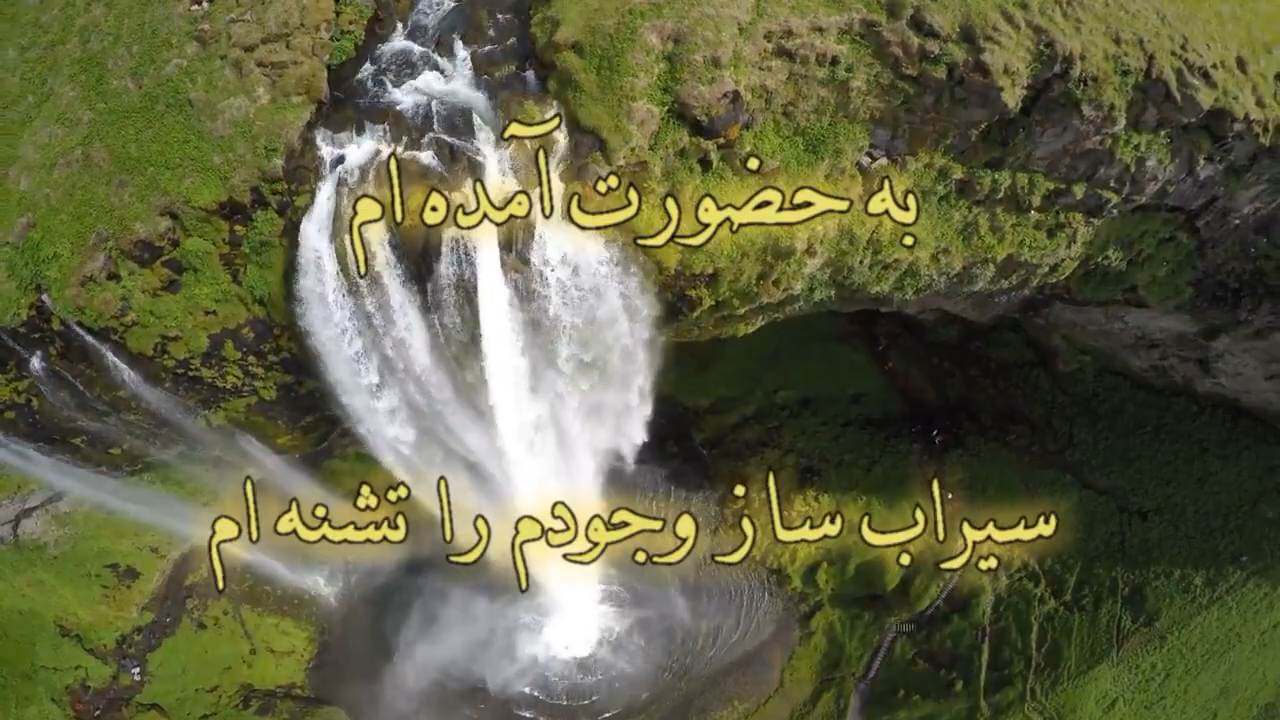 به حضورت آمده ام
سیراب ساز وجودم را تشنه ام